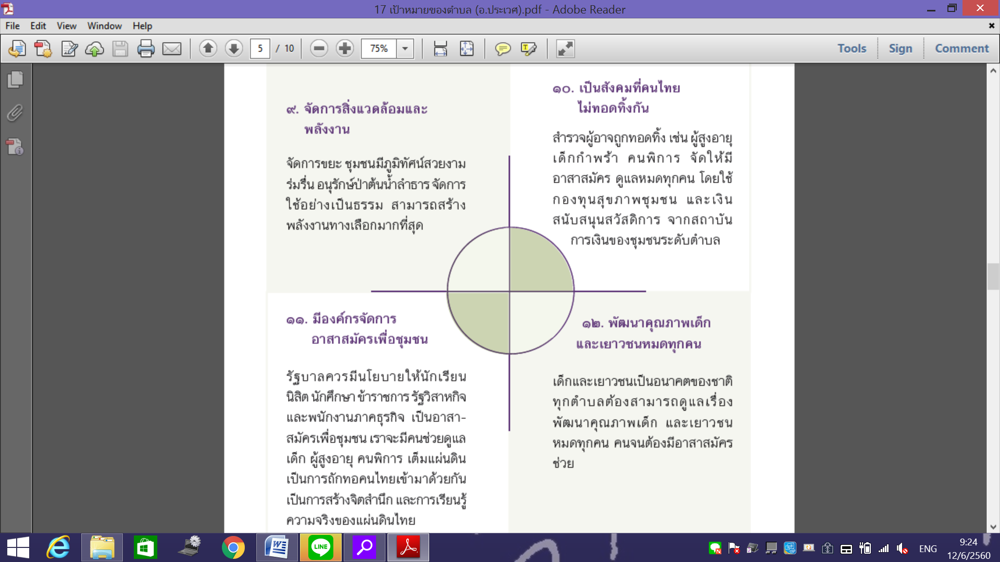 17 เป้าหมายของตำบล (อ.ประเวศ).pdf - Adobe Reader
File Edit View Window Help
5 / 10 75% Tools Sign Comment
๙. จัดการสิ่งแวดล้อมและ
พลังงาน
จัดการขยะ ชุมชนมีภูมิทัศน์สวยงาม
ร่มรื่น อนุรักษ์ป่าต้นน้ำลำธาร จัดการ
ใช้อย่างเป็นธรรม สามารถสร้าง
พลังงานทางเลือกมากที่สุด
๑๐. เป็นสังคมที่คนไทย
ไม่ทอดทิ้งกัน
สำรวจผู้อาจถูกทอดทิ้ง เช่น ผู้สูงอายุ
เด็กกำพร้า คนพิการ จัดให้มี
อาสาสมัคร ดูแลหมดทุกคน โดยใช้
กองทุนสุขภาพชุมชน และเงิน
สนับสนุนสวัสดิการ จากสถาบัน
การเงินของชุมชนระดับตำบล
๑๑. มีองค์กรจัดการ
อาสาสมัครเพื่อชุมชน
รัฐบาลควรมีนโยบายให้นักเรียน
นิสิต นักศึกษา ข้าราชการ รัฐวิสาหกิจ
และพนักงานภาคธุรกิจ เป็นอาสา-
สมัครเพื่อชุมชน เราจะมีคนช่วยดูแล
เด็ก ผู้สูงอายุ คนพิการ เต็มแผ่นดิน
เป็นการถักทอคนไทยเข้ามาด้วยกัน
เป็นการสร้างจิตสำนึก และการเรียนรู้
ความจริงของแผ่นดินไทย
๑๒. พัฒนาคุณภาพเด็ก
และเยาวชนหมดทุกคน
เด็กและเยาวชนเป็นอนาคตของชาติ
ทุกตำบลต้องสามารถดูแลเรื่อง
พัฒนาคุณภาพเด็ก และเยาวชน
หมดทุกคน คนจนต้องมีอาสาสมัคร
ช่วย
LINE
ENG
9:24
12/6/2560